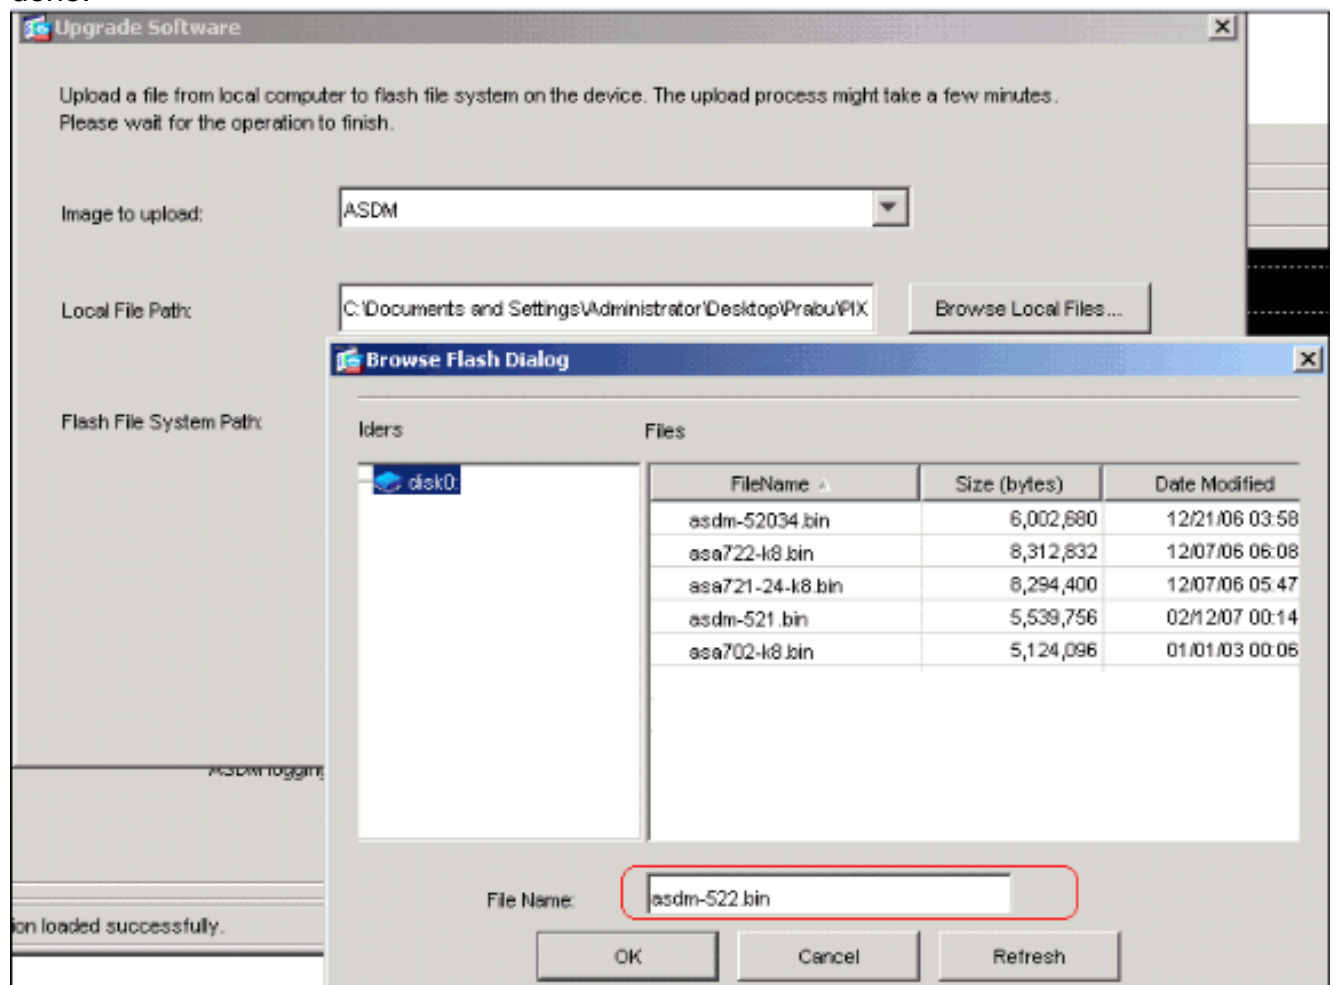 Upgrade Software
Upload a file from local computer to flash file system on the device. The upload process might take a few minutes.
Please wait for the operation to finish.
Image to upload:
ASDM
Local File Path:
C:\Documents and Settings\Administrator\Desktop\Prabu\PIX
Browse Local Files...
Browse Flash Dialog
Flash File System Path:
lders
Files
disk0:
FileName Size (bytes) Date Modified
asdm-52034.bin 6,002,680 12/21/06 03:58
asa722-k8.bin 8,312,832 12/07/06 06:08
asa721-24-k8.bin 8,294,400 12/07/06 05:47
asdm-521.bin 5,539,756 02/12/07 00:14
asa702-k8.bin 5,124,096 01/01/03 00:06
ASDM logging
File Name:
asdm-522.bin
ion loaded successfully.
OK
Cancel
Refresh